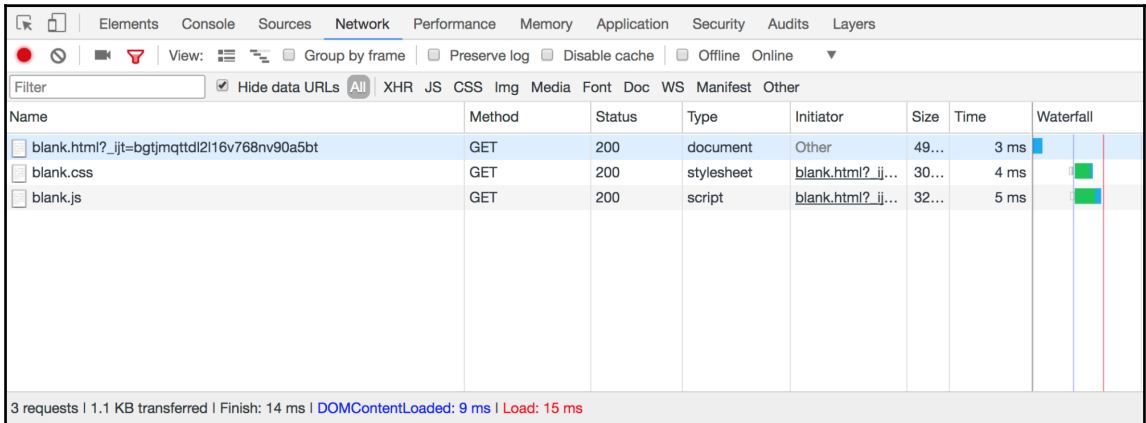 Elements Console Sources Network Performance Memory Application Security Audits Layers
View: Group by frame Preserve log Disable cache Offline Online
Filter Hide data URLs All XHR JS CSS Img Media Font Doc WS Manifest Other
Name Method Status Type Initiator Size Time Waterfall
blank.html?_ijt=bgtjmqttdl2l16v768nv90a5bt GET 200 document Other 49... 3 ms
blank.css GET 200 stylesheet blank.html?_ij... 30... 4 ms
blank.js GET 200 script blank.html?_ij... 32... 5 ms
3 requests | 1.1 KB transferred | Finish: 14 ms | DOMContentLoaded: 9 ms | Load: 15 ms